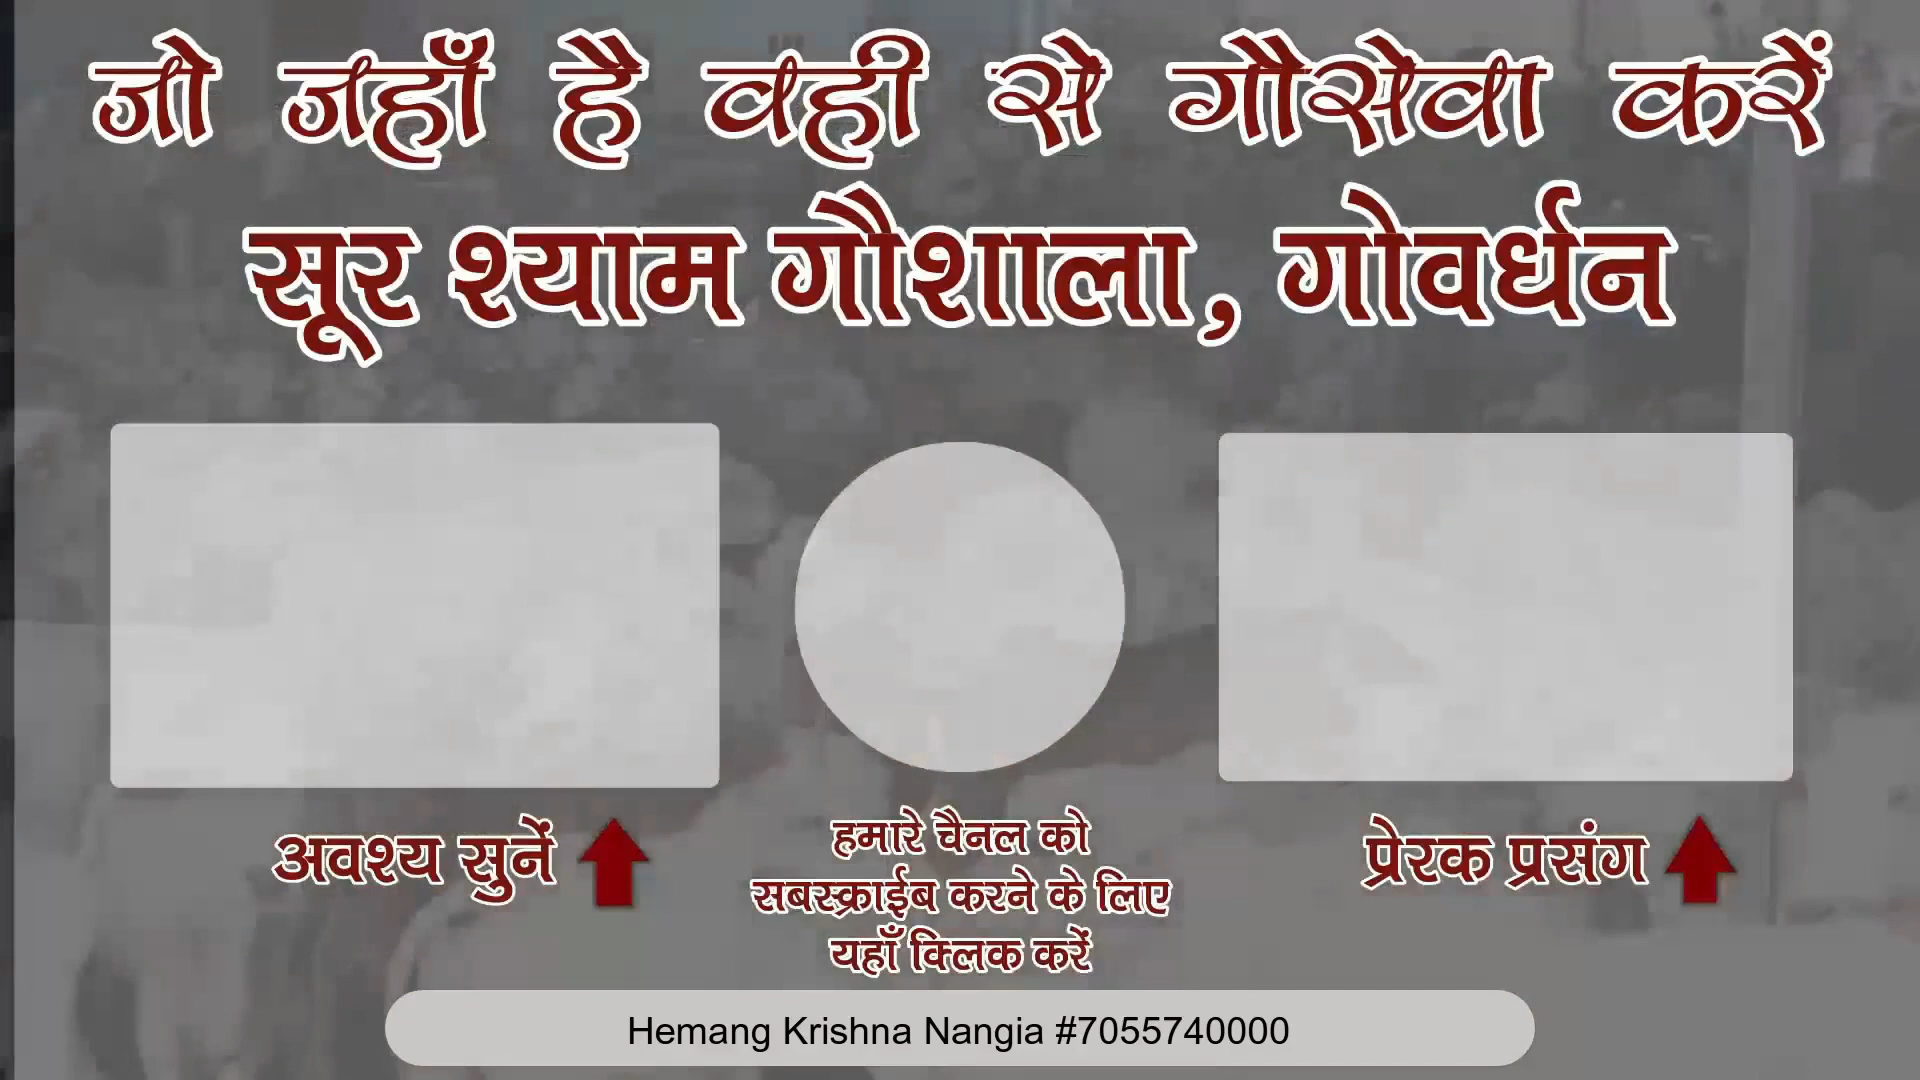 जो जहाँ है वही से गौसेवा करें
सूर श्याम गौशाला, गोवर्धन
अवश्य सुनें
हमारे चैनल को
सबस्क्राईब करने के लिए
यहाँ क्लिक करें
प्रेरक प्रसंग
Hemang Krishna Nangia #7055740000